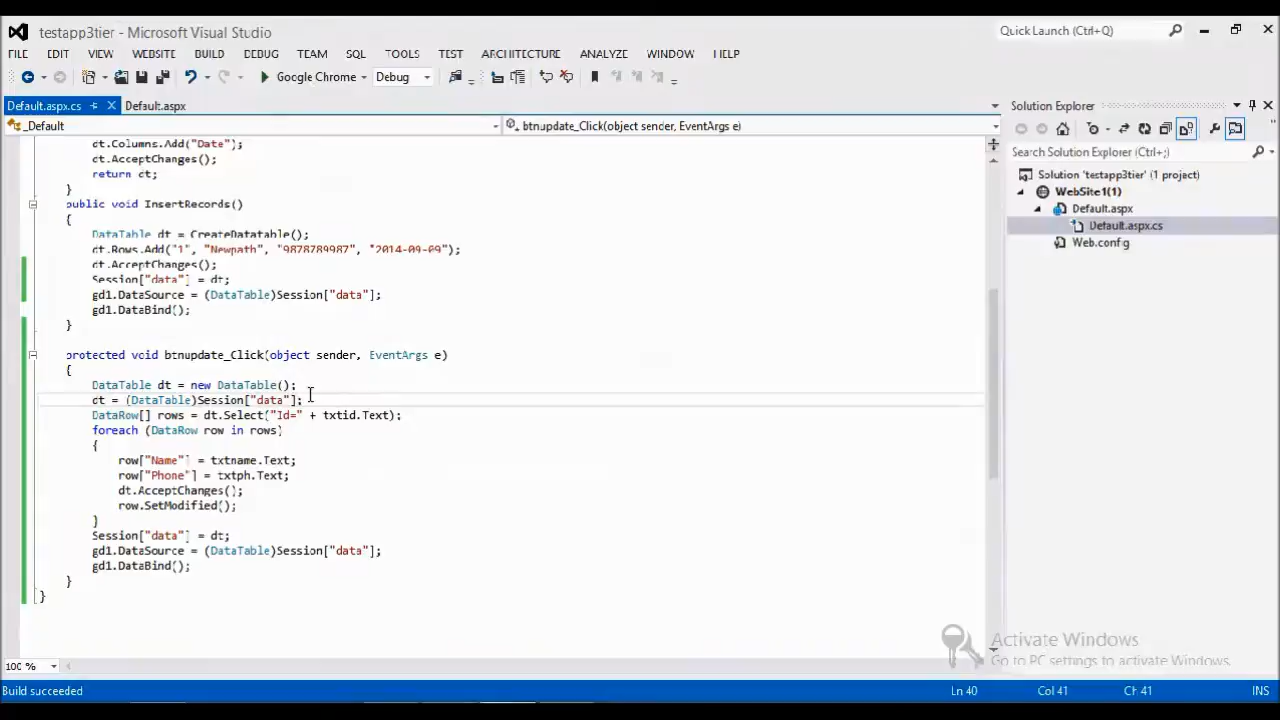 testapp3tier - Microsoft Visual Studio
Quick Launch (Ctrl+Q)
FILE EDIT VIEW WEBSITE BUILD DEBUG TEAM SQL TOOLS TEST ARCHITECTURE ANALYZE WINDOW HELP
Google Chrome Debug
Default.aspx.cs Default.aspx
Solution Explorer
_Default
btnupdate_Click(object sender, EventArgs e)
dt.Columns.Add("Date");
dt.AcceptChanges();
return dt;
}
public void InsertRecords()
{
DataTable dt = CreateDatatable();
dt.Rows.Add("1", "Newpath", "9878789987", "2014-09-09");
dt.AcceptChanges();
Session["data"] = dt;
gd1.DataSource = (DataTable)Session["data"];
gd1.DataBind();
}
protected void btnupdate_Click(object sender, EventArgs e)
{
DataTable dt = new DataTable();
dt = (DataTable)Session["data"];
DataRow[] rows = dt.Select("Id=" + txtid.Text);
foreach (DataRow row in rows)
{
row["Name"] = txtname.Text;
row["Phone"] = txtph.Text;
dt.AcceptChanges();
row.SetModified();
}
Session["data"] = dt;
gd1.DataSource = (DataTable)Session["data"];
gd1.DataBind();
}
}
Search Solution Explorer (Ctrl+;)
Solution 'testapp3tier' (1 project)
WebSite1(1)
Default.aspx
Default.aspx.cs
Web.config
Activate Windows
Go to PC settings to activate Windows.
100 %
Build succeeded
Ln 40 Col 41 Ch 41 INS